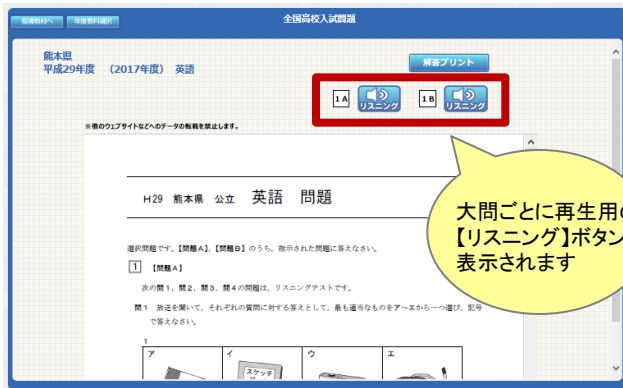 指導教材へ 年度教科選択 全国高校入試問題
熊本県
平成29年度 （2017年度） 英語
解答プリント
1 A リスニング 1 B リスニング
※他のウェブサイトなどへのデータの転載を禁止します。
H29 熊本県 公立 英語 問題
選択問題です。【問題A】，【問題B】のうち，指示された問題に答えなさい。
1 【問題A】
次の問1，問2，問3，問4の問題は，リスニングテストです。
問1 放送を聞いて，それぞれの質問に対する答えとして，最も適当なものをア～エから一つ選び，記号
で答えなさい。
1
ア イ ウ エ
スケッチ
大問ごとに再生用の
【リスニング】ボタン
表示されます